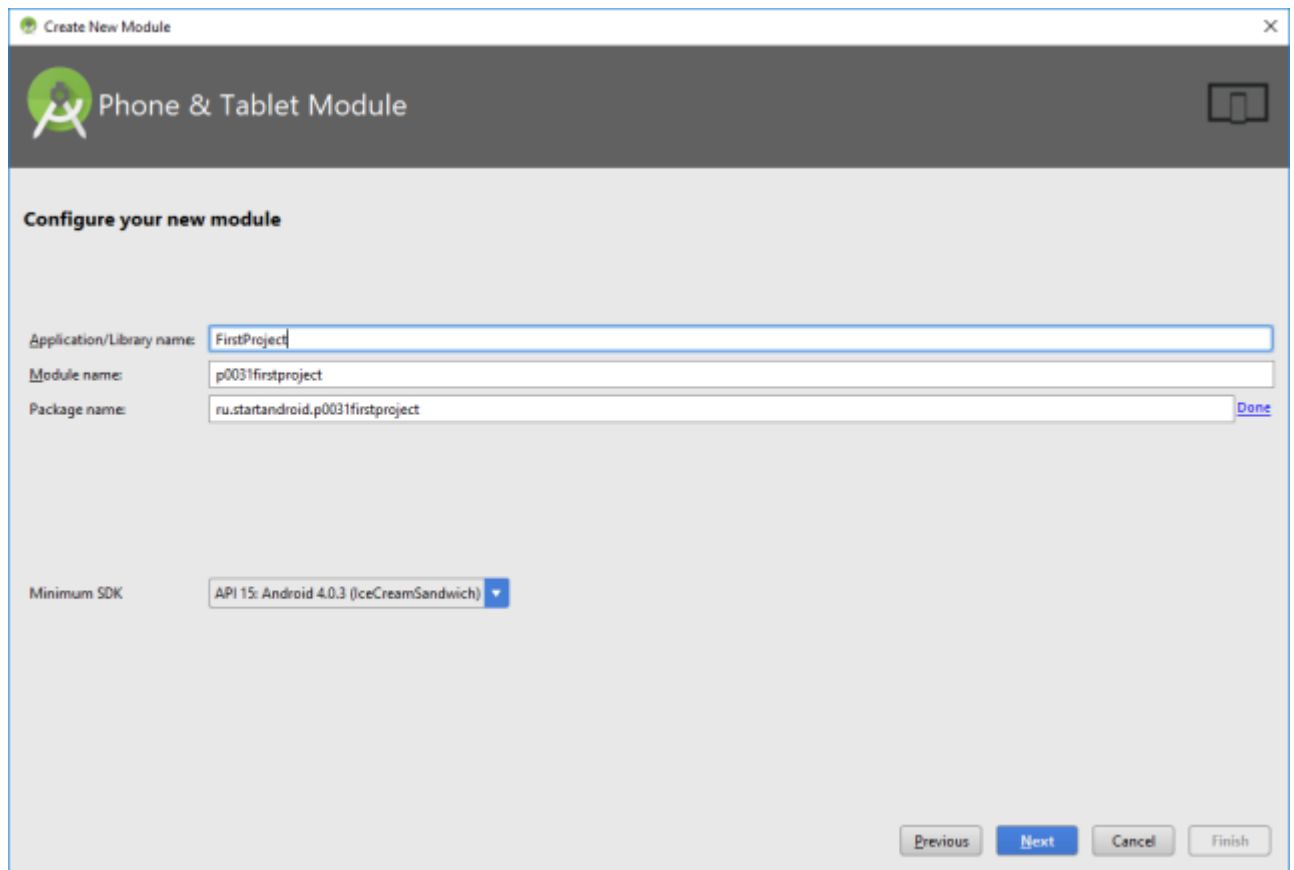 Create New Module
Phone & Tablet Module
Configure your new module
Application/Library name: FirstProject
Module name: p0031firstproject
Package name: ru.startandroid.p0031firstproject Done
Minimum SDK API 15: Android 4.0.3 (IceCreamSandwich)
Previous Next Cancel Finish